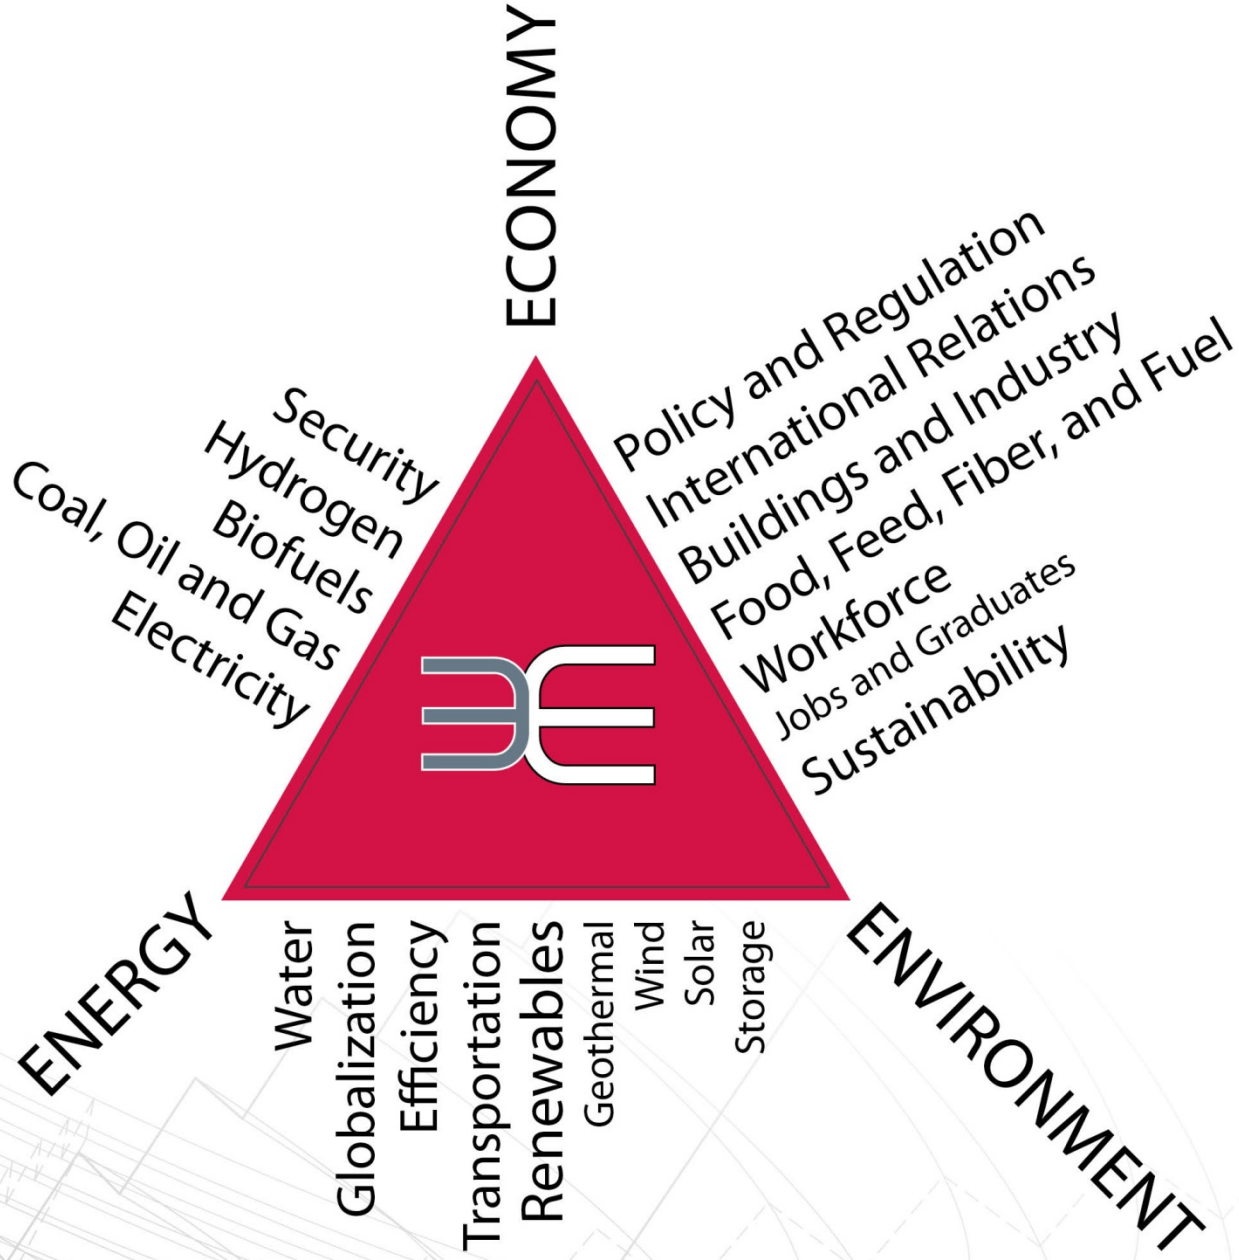 ECONOMY
Security
Hydrogen
Biofuels
Coal, Oil and Gas
Electricity
Policy and Regulation
International Relations
Buildings and Industry
Food, Feed, Fiber, and Fuel
Workforce
Jobs and Graduates
Sustainability
3E
ENERGY
Water
Globalization
Efficiency
Transportation
Renewables
Geothermal
Wind
Solar
Storage
ENVIRONMENT